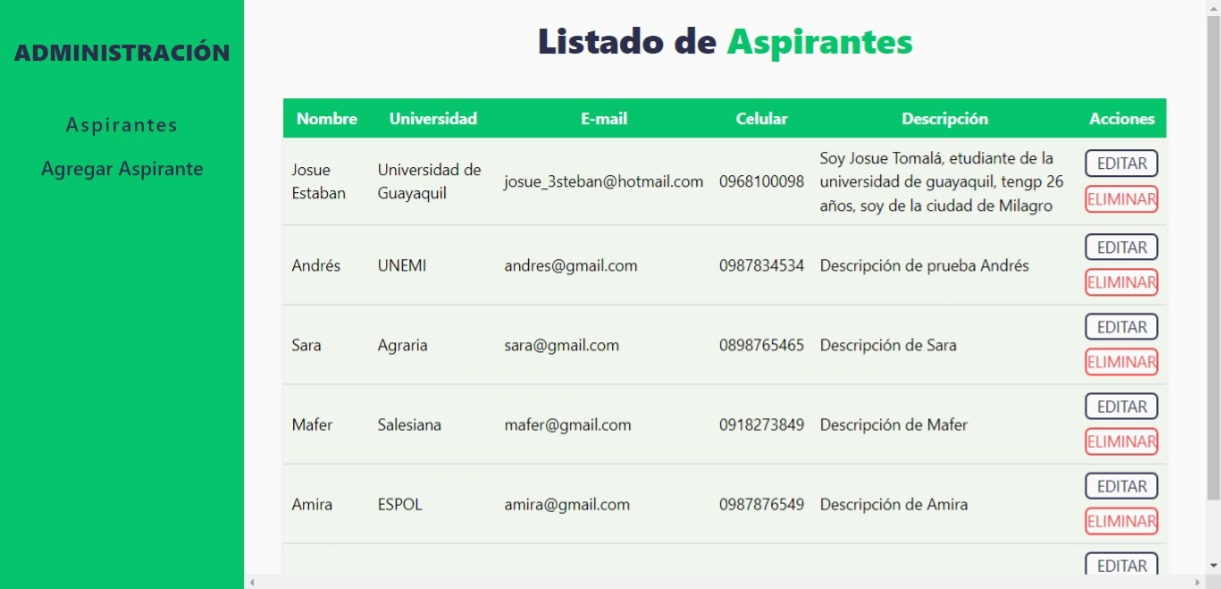 ADMINISTRACIÓN
Aspirantes
Agregar Aspirante
Listado de Aspirantes
Nombre Universidad E-mail Celular Descripción Acciones
Josue Estaban
Universidad de Guayaquil
josue_3steban@hotmail.com
0968100098
Soy Josue Tomalá, etudiante de la
universidad de guayaquil, tengp 26
años, soy de la ciudad de Milagro
EDITAR
ELIMINAR
Andrés UNEMI andres@gmail.com 0987834534 Descripción de prueba Andrés
EDITAR
ELIMINAR
Sara Agraria sara@gmail.com 0898765465 Descripción de Sara
EDITAR
ELIMINAR
Mafer Salesiana mafer@gmail.com 0918273849 Descripción de Mafer
EDITAR
ELIMINAR
Amira ESPOL amira@gmail.com 0987876549 Descripción de Amira
EDITAR
ELIMINAR
EDITAR